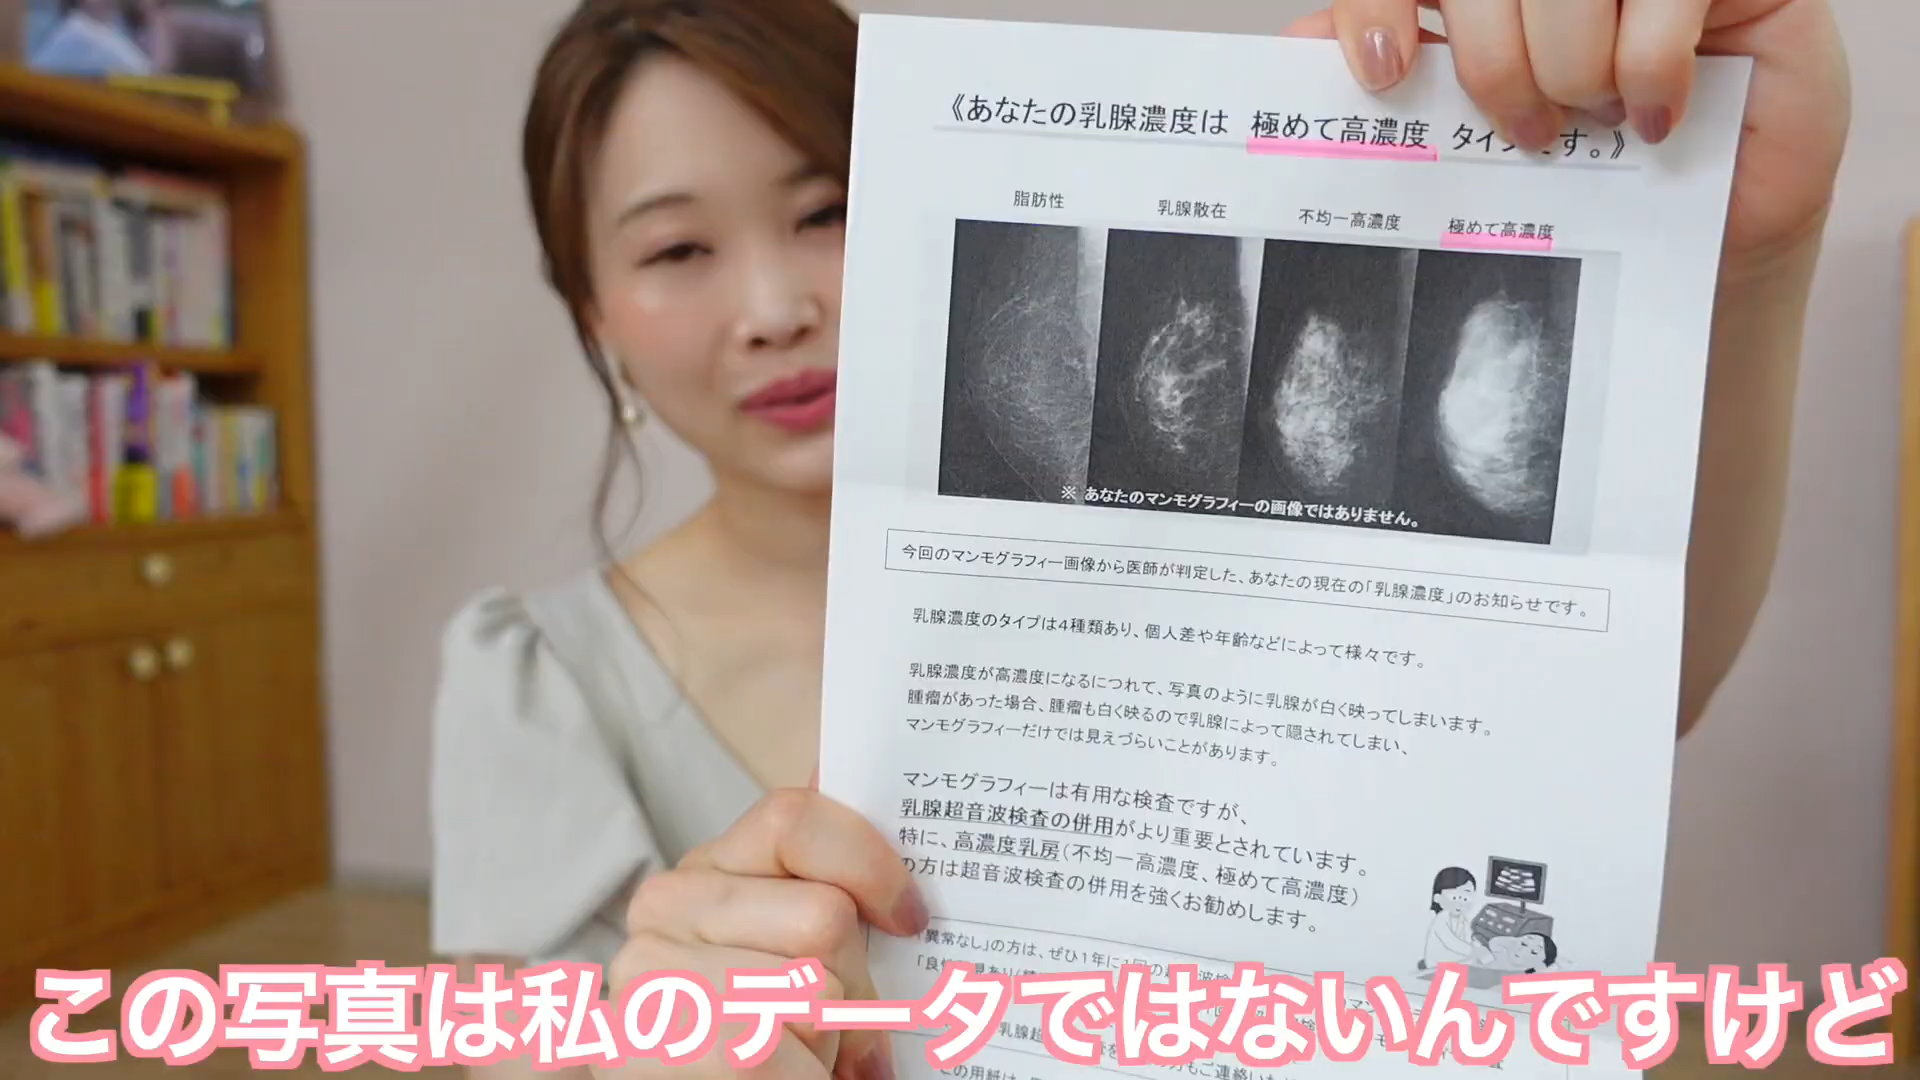 《あなたの乳腺濃度は 極めて高濃度 タイ す。》
脂肪性 乳腺散在 不均一高濃度 極めて高濃度
※ あなたのマンモグラフィーの画像ではありません。
今回のマンモグラフィー画像から医師が判定した、あなたの現在の「乳腺濃度」のお知らせです。
乳腺濃度のタイプは4種類あり、個人差や年齢などによって様々です。
乳腺濃度が高濃度になるにつれて、写真のように乳腺が白く映ってしまいます。
腫瘤があった場合、腫瘤も白く映るので乳腺によって隠されてしまい、
マンモグラフィーだけでは見えづらいことがあります。
マンモグラフィーは有用な検査ですが、
乳腺超音波検査の併用がより重要とされています。
特に、高濃度乳房(不均一高濃度、極めて高濃度)
の方は超音波検査の併用を強くお勧めします。
異常なし」の方は、ぜひ1年に
この写真は私のデータではないんですけど